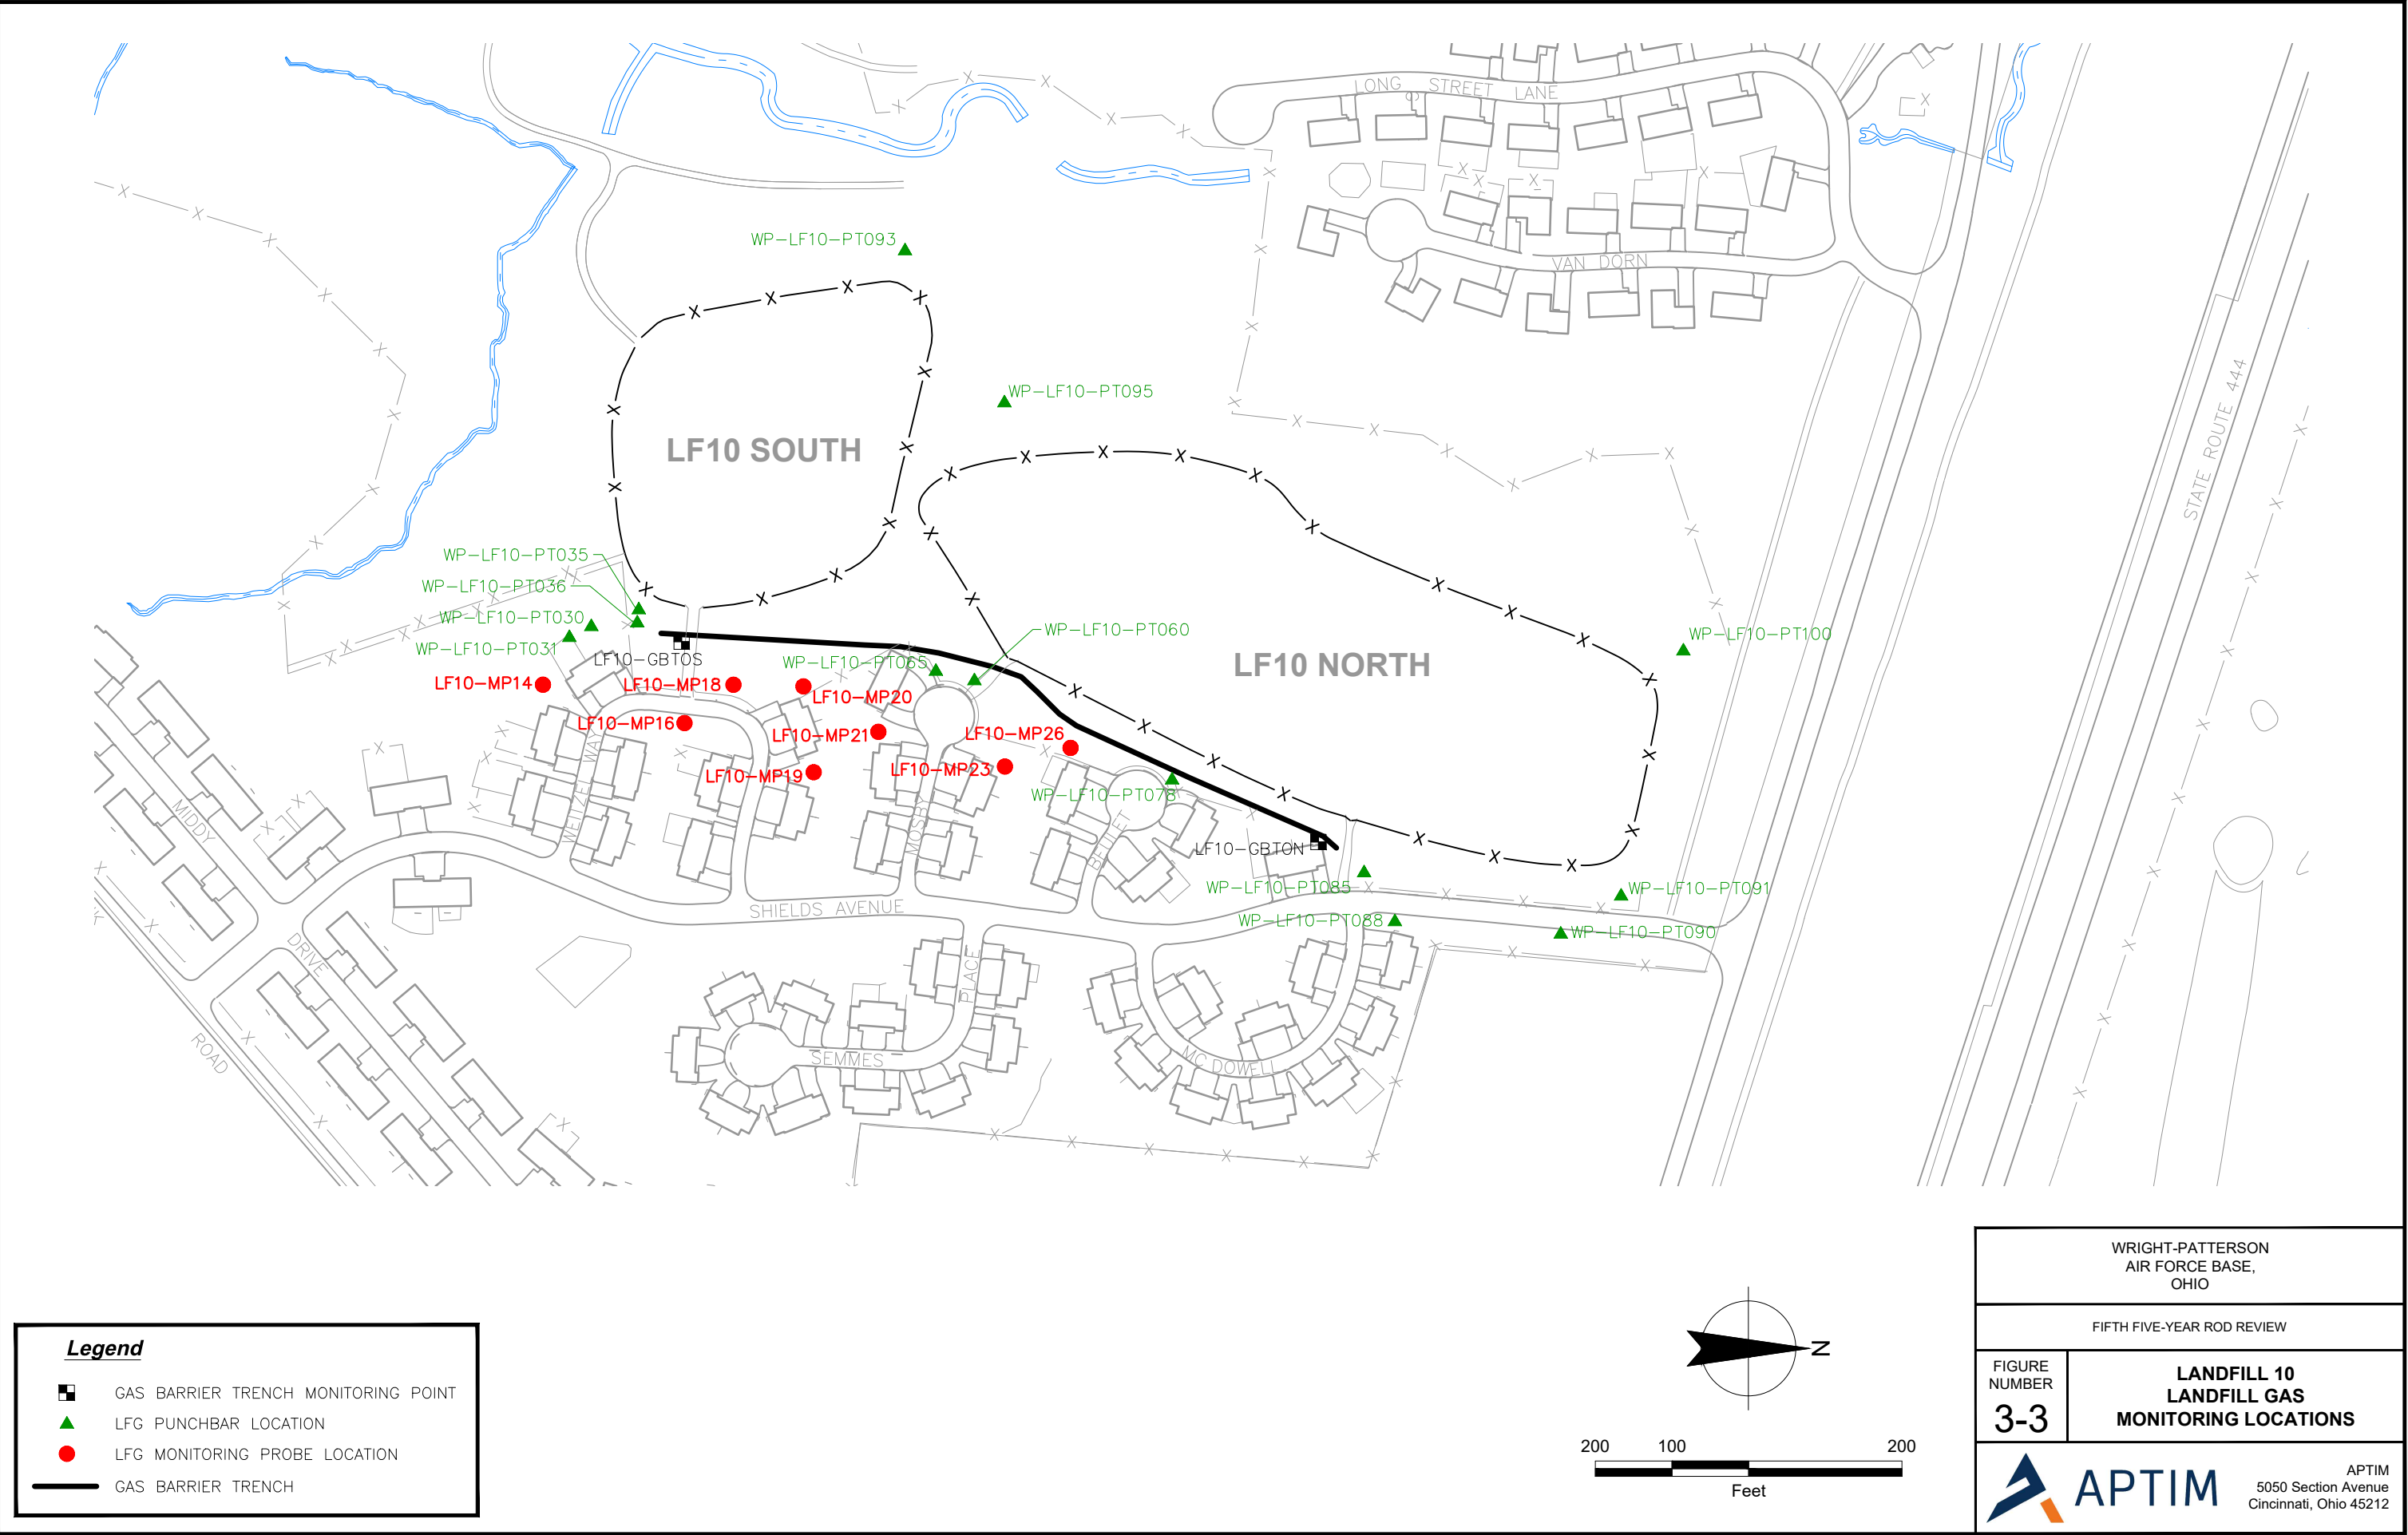 LONG STREET LANE
VAN DORN
STATE ROUTE 444
WP-LF10-PT093
WP-LF10-PT095
LF10 SOUTH
WP-LF10-PT035
WP-LF10-PT036
WP-LF10-PT030
WP-LF10-PT031
LF10-GBTOS
WP-LF10-PT065
WP-LF10-PT060
LF10 NORTH
WP-LF10-PT100
LF10-MP14
LF10-MP18
LF10-MP20
LF10-MP16
LF10-MP21
LF10-MP26
LF10-MP19
LF10-MP23
WP-LF10-PT078
LF10-GBTON
WP-LF10-PT085
WP-LF10-PT091
WP-LF10-PT088
WP-LF10-PT090
MIDDY
DRIVE
ROAD
WETZEL WAY
MOSBY
SHIELDS AVENUE
PLACE
SEMMES
MC DOWELL
Legend
GAS BARRIER TRENCH MONITORING POINT
LFG PUNCHBAR LOCATION
LFG MONITORING PROBE LOCATION
GAS BARRIER TRENCH
N
200 100 200
Feet
WRIGHT-PATTERSON
AIR FORCE BASE,
OHIO
FIFTH FIVE-YEAR ROD REVIEW
FIGURE
NUMBER
3-3
LANDFILL 10
LANDFILL GAS
MONITORING LOCATIONS
APTIM
APTIM
5050 Section Avenue
Cincinnati, Ohio 45212